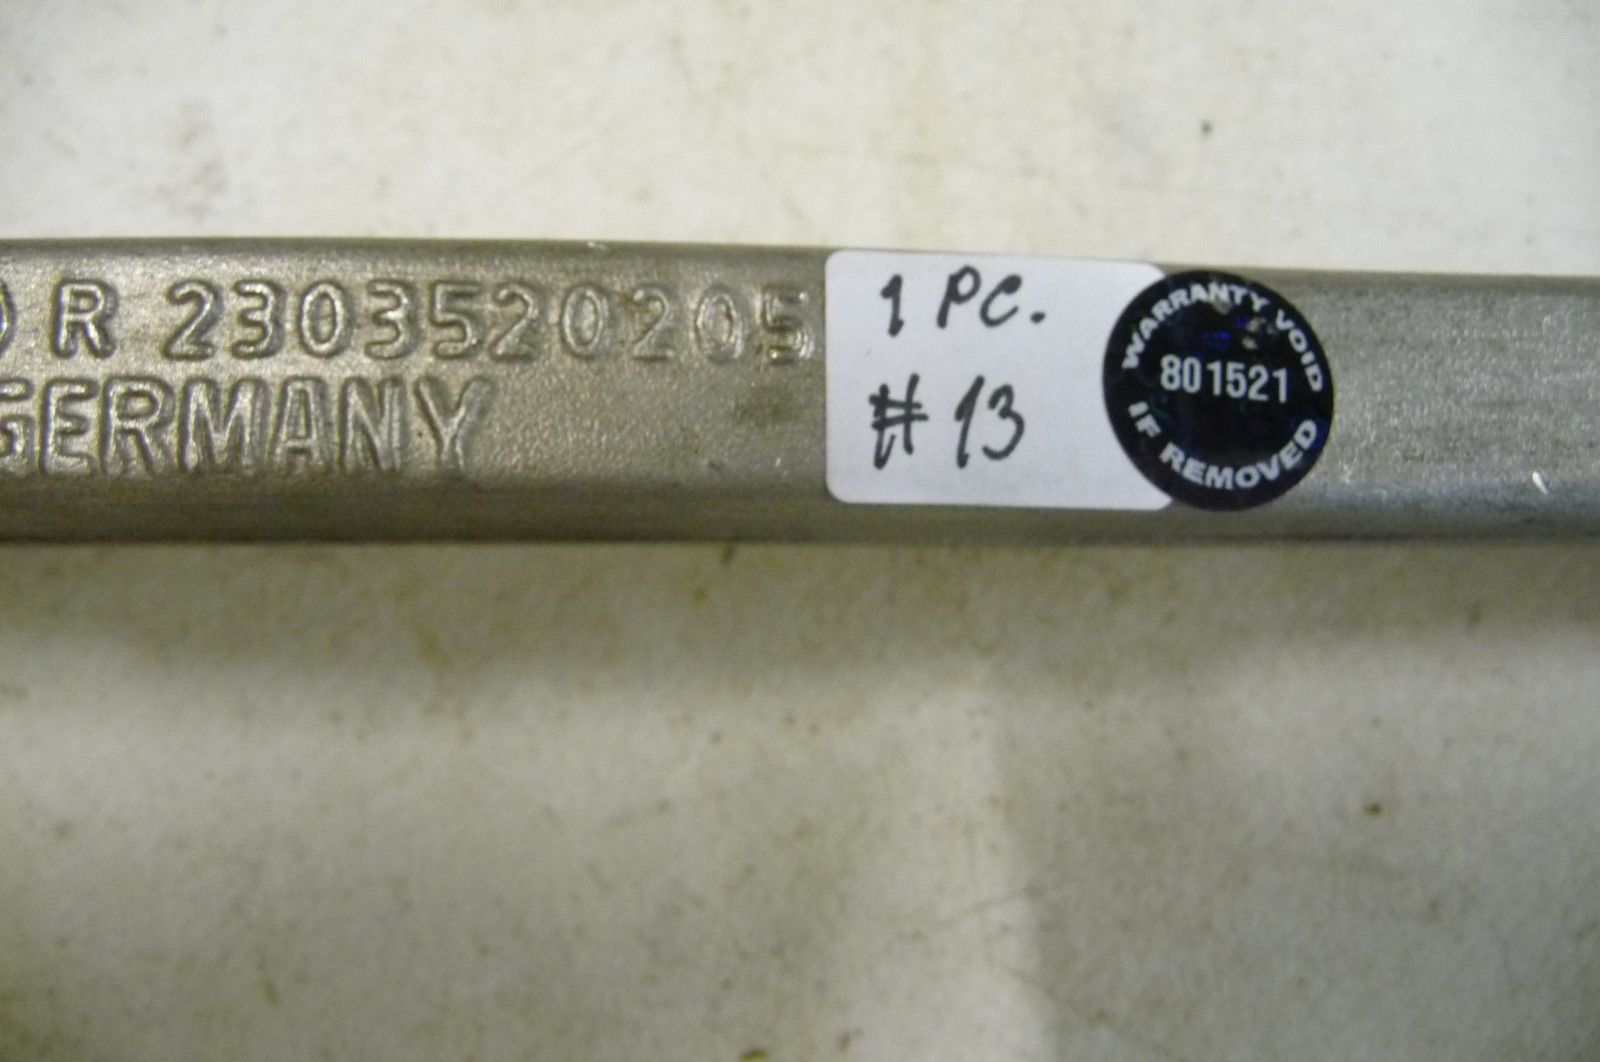 R 2303520205
GERMANY
1 PC.
# 13
WARRANTY VOID
801521
IF REMOVED